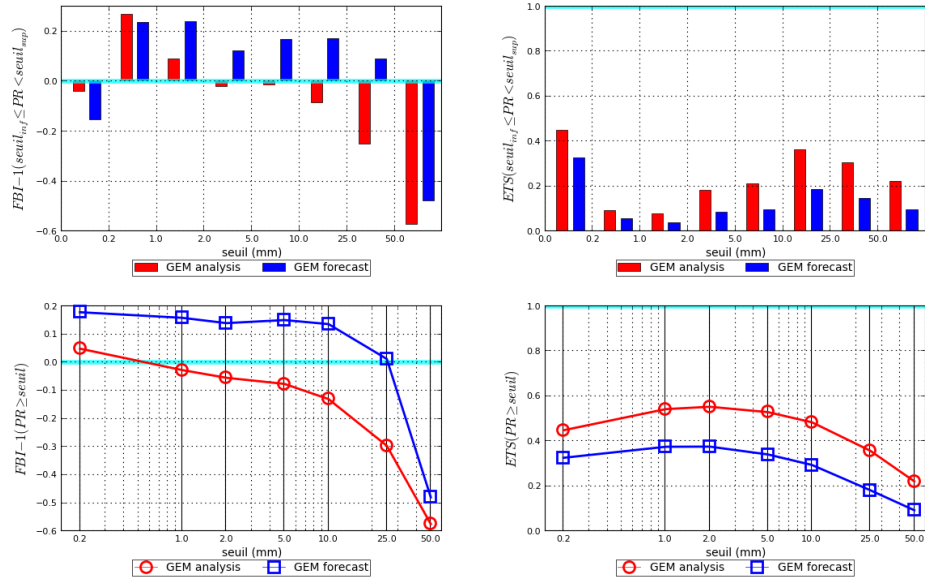 FBI−1(seuil_inf ≤ PR < seuil_sup)
0.2
0.0
−0.2
−0.4
−0.6
0.0 0.2 1.0 2.0 5.0 10.0 25.0 50.0
seuil (mm)
GEM analysis GEM forecast
ETS(seuil_inf ≤ PR < seuil_sup)
1.0
0.8
0.6
0.4
0.2
0.0
0.0 0.2 1.0 2.0 5.0 10.0 25.0 50.0
seuil (mm)
GEM analysis GEM forecast
FBI−1(PR ≥ seuil)
0.2
0.1
0.0
−0.1
−0.2
−0.3
−0.4
−0.5
−0.6
0.2 1.0 2.0 5.0 10.0 25.0 50.0
seuil (mm)
GEM analysis GEM forecast
ETS(PR ≥ seuil)
1.0
0.8
0.6
0.4
0.2
0.0
0.2 1.0 2.0 5.0 10.0 25.0 50.0
seuil (mm)
GEM analysis GEM forecast